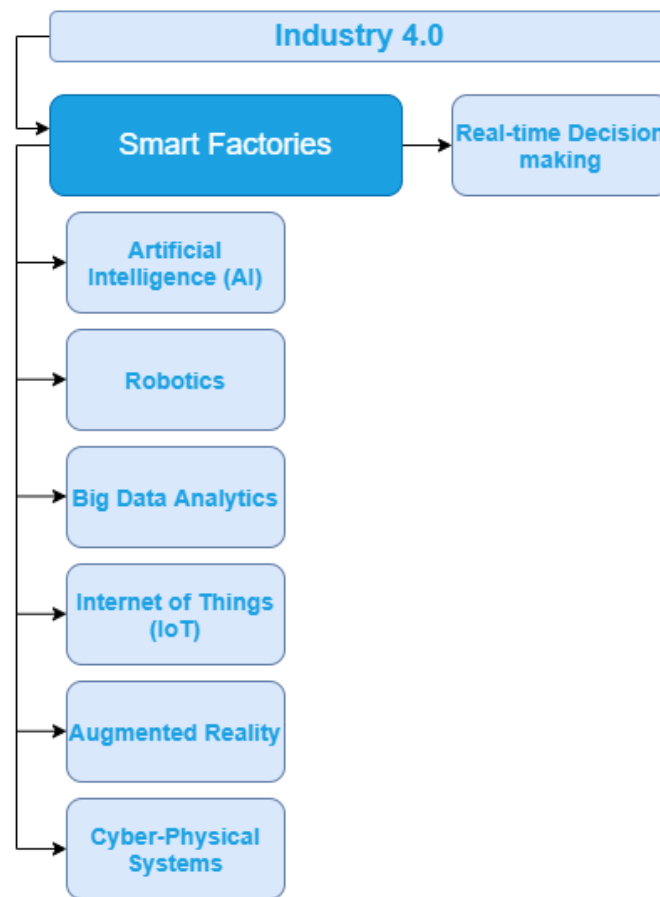 Industry 4.0
Smart Factories
Real-time Decision
making
Artificial
Intelligence (AI)
Robotics
Big Data Analytics
Internet of Things
(IoT)
Augmented Reality
Cyber-Physical
Systems